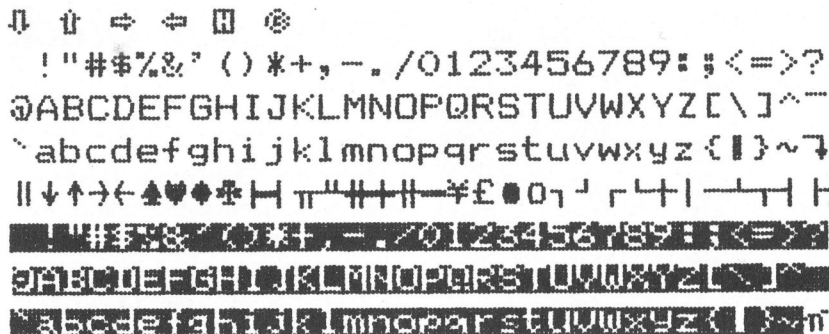 ⇩ ⇧ ⇨ ⇦
!"#$%&'()*+,-./0123456789:;<=>?
@ABCDEFGHIJKLMNOPQRSTUVWXYZ[\]^‾
`abcdefghijklmnopqrstuvwxyz{▮}~
‖↓↑→←♠♥♦♣├┤╥╨╫╪╫─¥£●○┐┘┌└┼│─┴┬┤├
!"#$%&'()*+,-./0123456789:;<=>?
@ABCDEFGHIJKLMNOPQRSTUVWXYZ[\]^‾
`abcdefghijklmnopqrstuvwxyz{|}~